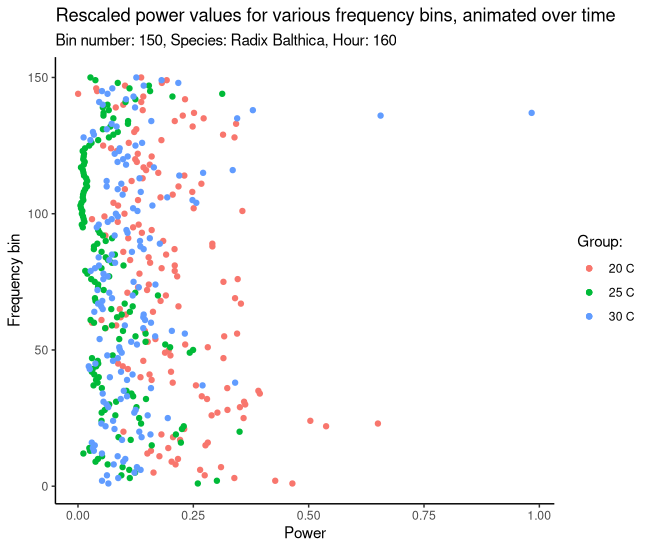 Rescaled power values for various frequency bins, animated over time
Bin number: 150, Species: Radix Balthica, Hour: 160
150
100
50
0
Frequency bin
0.00 0.25 0.50 0.75 1.00
Power
Group:
20 C
25 C
30 C